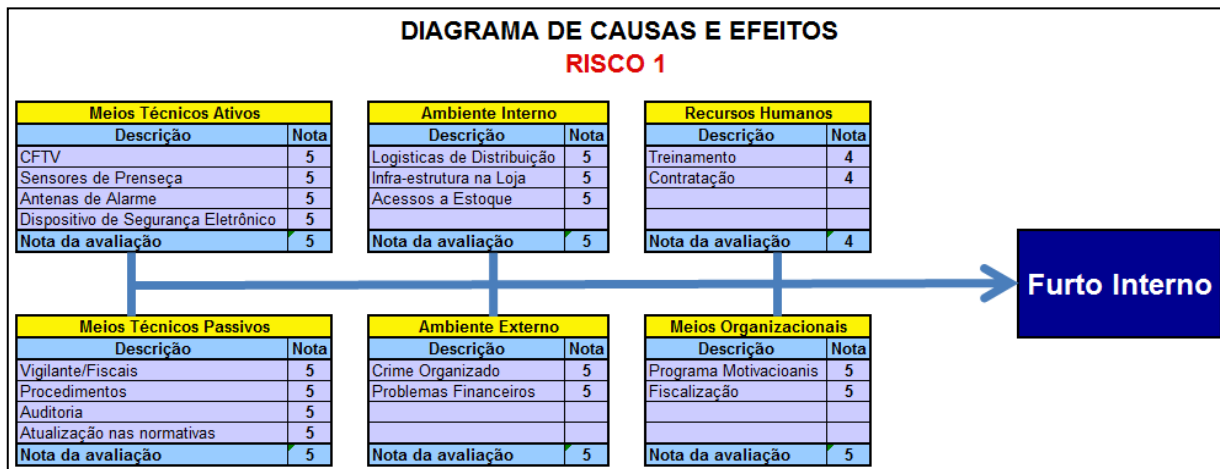 DIAGRAMA DE CAUSAS E EFEITOS
RISCO 1
Meios Técnicos Ativos
Descrição Nota
CFTV 5
Sensores de Prenseça 5
Antenas de Alarme 5
Dispositivo de Segurança Eletrônico 5
Nota da avaliação 5
Ambiente Interno
Descrição Nota
Logisticas de Distribuição 5
Infra-estrutura na Loja 5
Acessos a Estoque 5
Nota da avaliação 5
Recursos Humanos
Descrição Nota
Treinamento 4
Contratação 4
Nota da avaliação 4
Furto Interno
Meios Técnicos Passivos
Descrição Nota
Vigilante/Fiscais 5
Procedimentos 5
Auditoria 5
Atualização nas normativas 5
Nota da avaliação 5
Ambiente Externo
Descrição Nota
Crime Organizado 5
Problemas Financeiros 5
Nota da avaliação 5
Meios Organizacionais
Descrição Nota
Programa Motivacioanis 5
Fiscalização 5
Nota da avaliação 5